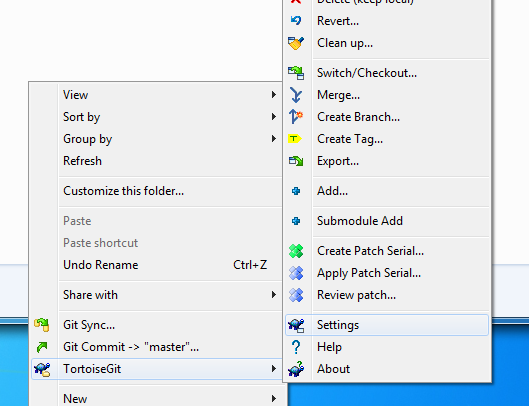 View
Sort by
Group by
Refresh
Customize this folder...
Paste
Paste shortcut
Undo Rename Ctrl+Z
Share with
Git Sync...
Git Commit -> "master"...
TortoiseGit
New
Delete (keep local)
Revert...
Clean up...
Switch/Checkout...
Merge...
Create Branch...
Create Tag...
Export...
Add...
Submodule Add
Create Patch Serial...
Apply Patch Serial...
Review patch...
Settings
Help
About